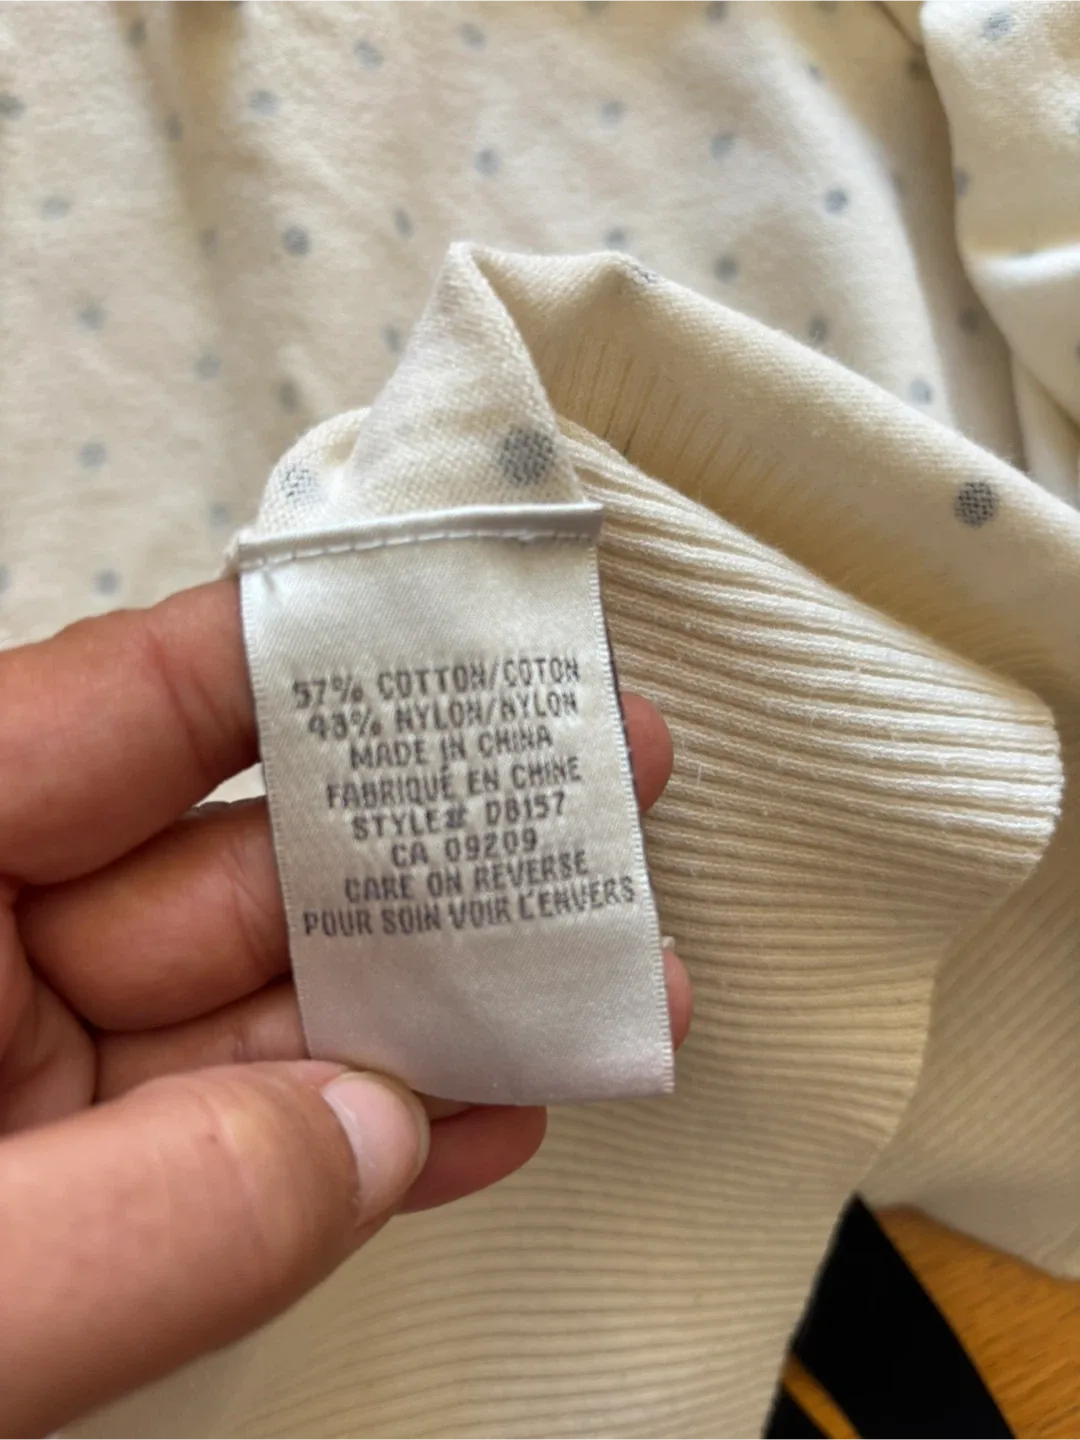 57% COTTON/COTON
43% NYLON/NYLON
MADE IN CHINA
FABRIQUÉ EN CHINE
STYLE# D8157
CA 09209
CARE ON REVERSE
POUR SOIN VOIR L'ENVERS